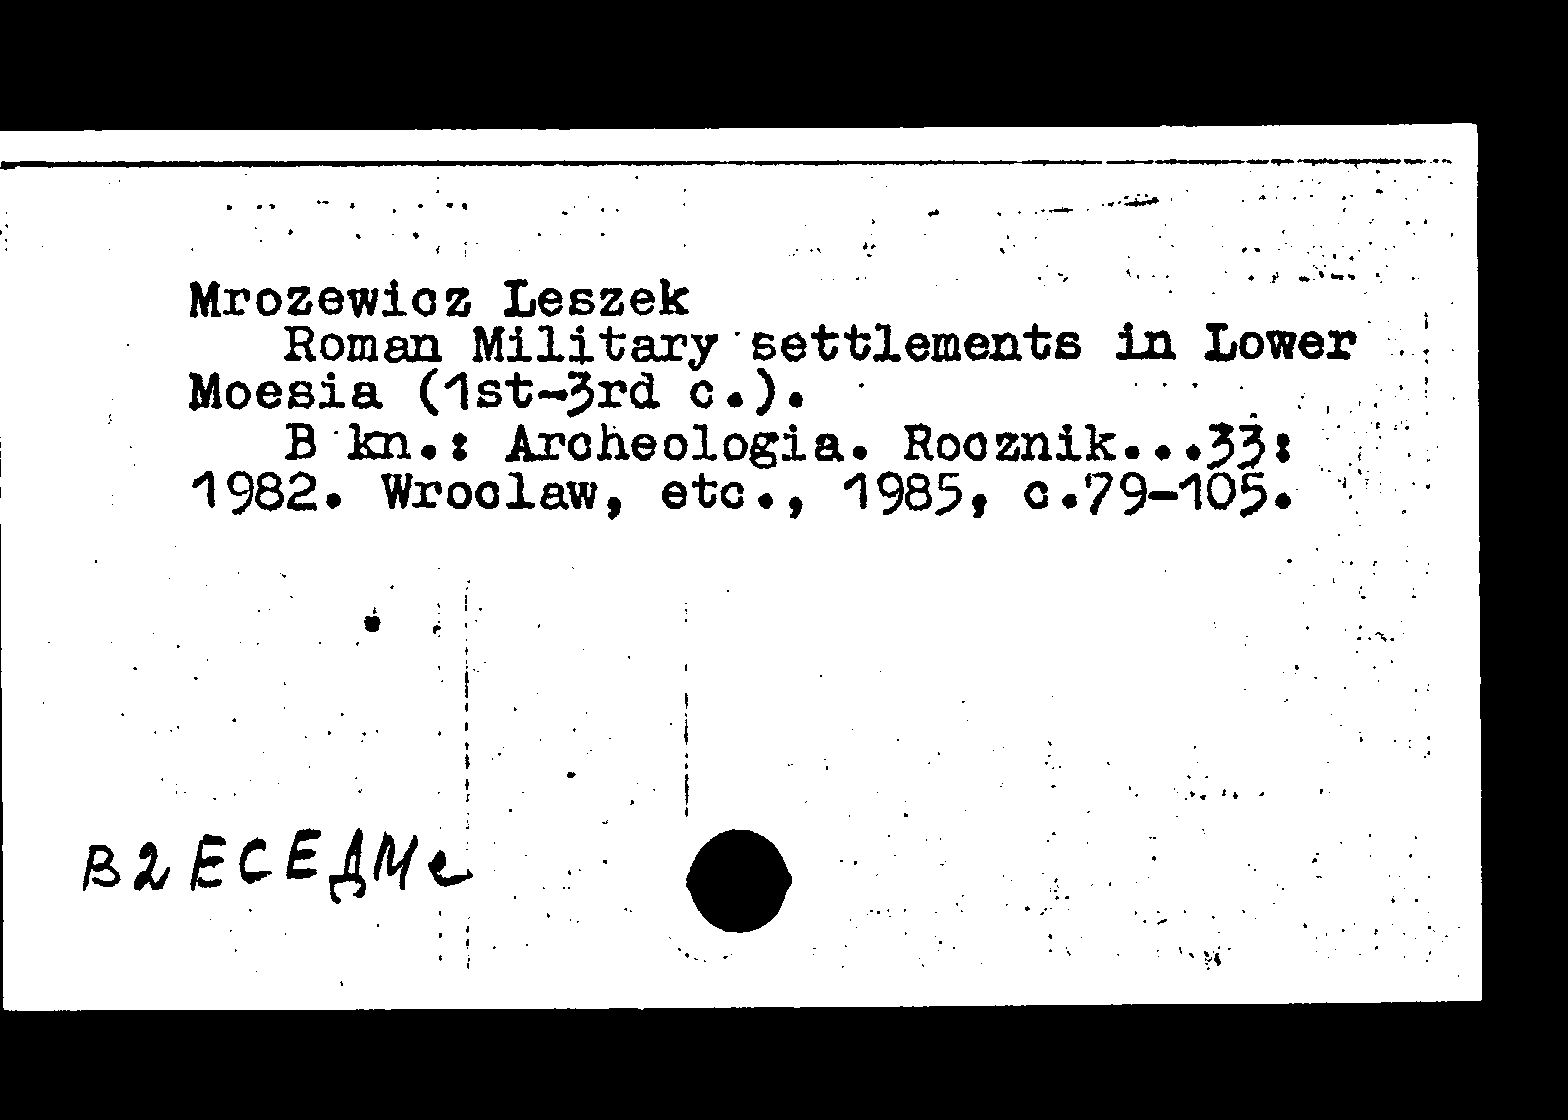 Mrozewicz Leszek
Roman Military settlements in Lower
Moesia (1st-3rd c.).
B kn.: Archeologia. Rocznik...33:
1982. Wroclaw, etc., 1985, c.79-105.
В2ЕСЕДМе